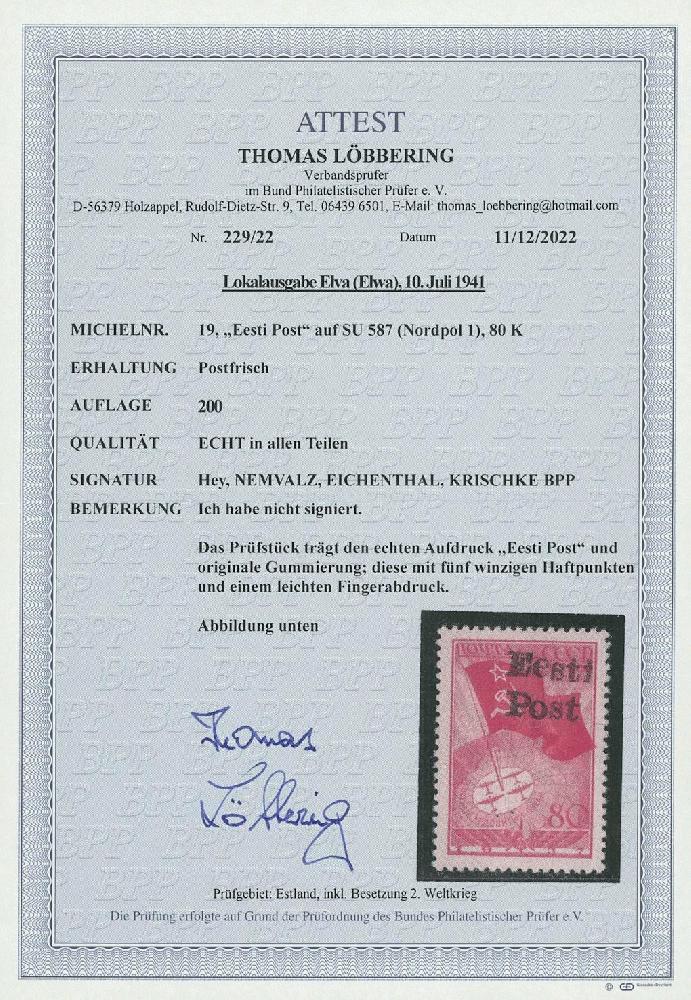 ATTEST
THOMAS LÖBBERING
Verbandsprüfer
im Bund Philatelistischer Prüfer e. V.
D-56379 Holzappel, Rudolf-Dietz-Str. 9, Tel. 06439 6501, E-Mail: thomas_loebbering@hotmail.com
Nr. 229/22 Datum 11/12/2022
Lokalausgabe Elva (Elwa), 10. Juli 1941
MICHELNR. 19, „Eesti Post“ auf SU 587 (Nordpol 1), 80 K
ERHALTUNG Postfrisch
AUFLAGE 200
QUALITÄT ECHT in allen Teilen
SIGNATUR Hey, NEMVALZ, EICHENTHAL, KRISCHKE BPP
BEMERKUNG Ich habe nicht signiert.
Das Prüfstück trägt den echten Aufdruck „Eesti Post“ und
originale Gummierung; diese mit fünf winzigen Haftpunkten
und einem leichten Fingerabdruck.
Abbildung unten
Eesti
Post
80
Thomas
Löbbering
Prüfgebiet: Estland, inkl. Besetzung 2. Weltkrieg
Die Prüfung erfolgte auf Grund der Prüfordnung des Bundes Philatelistischer Prüfer e.V.